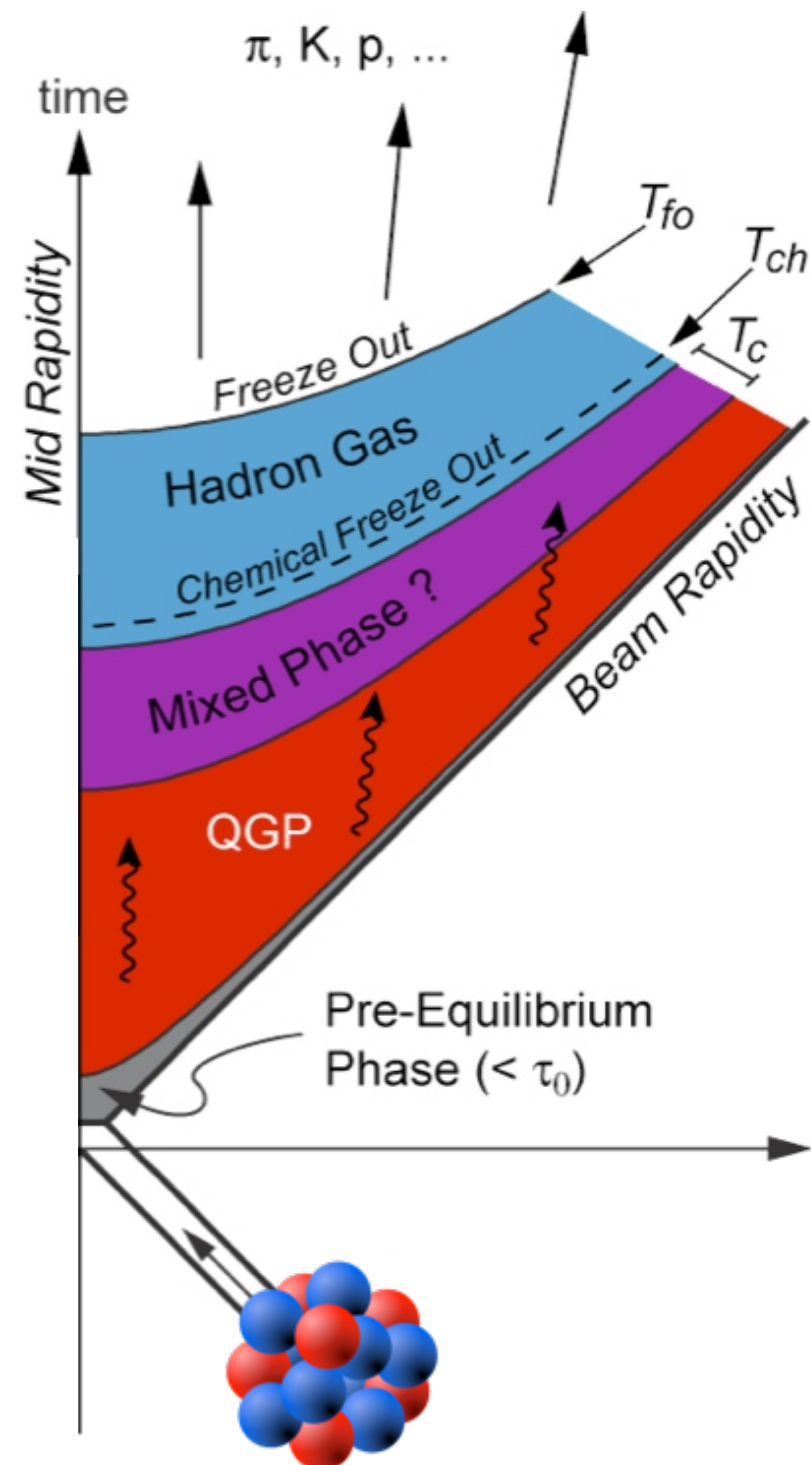 π, K, p, ...
time
T_fo
T_ch
T_c
Mid Rapidity
Freeze Out
Hadron Gas
Chemical Freeze Out
Mixed Phase ?
Beam Rapidity
QGP
Pre-Equilibrium
Phase (< τ₀)